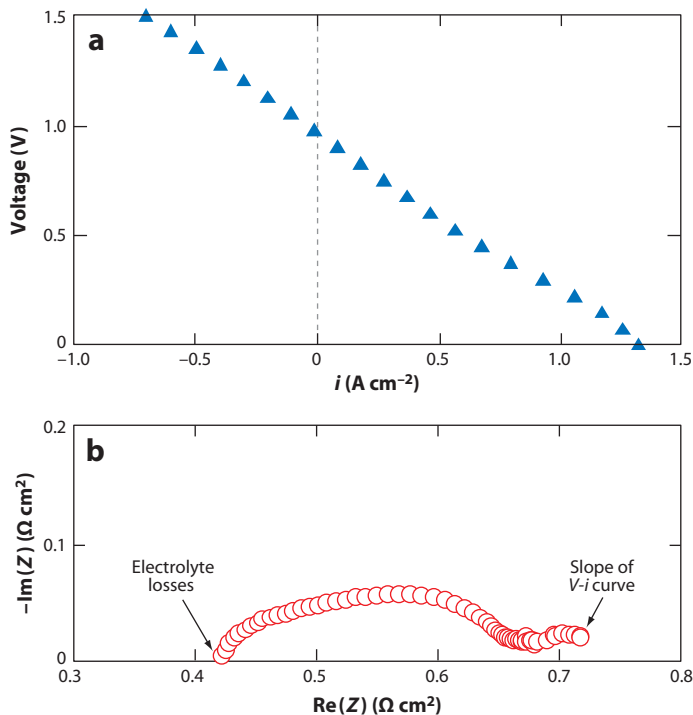 a
1.5
1.0
0.5
0
Voltage (V)
–1.0
–0.5
0
0.5
1.0
1.5
i (A cm⁻²)
b
0.2
0.1
0
–Im(Z) (Ω cm²)
Electrolyte
losses
Slope of
V-i curve
0.3
0.4
0.5
0.6
0.7
0.8
Re(Z) (Ω cm²)